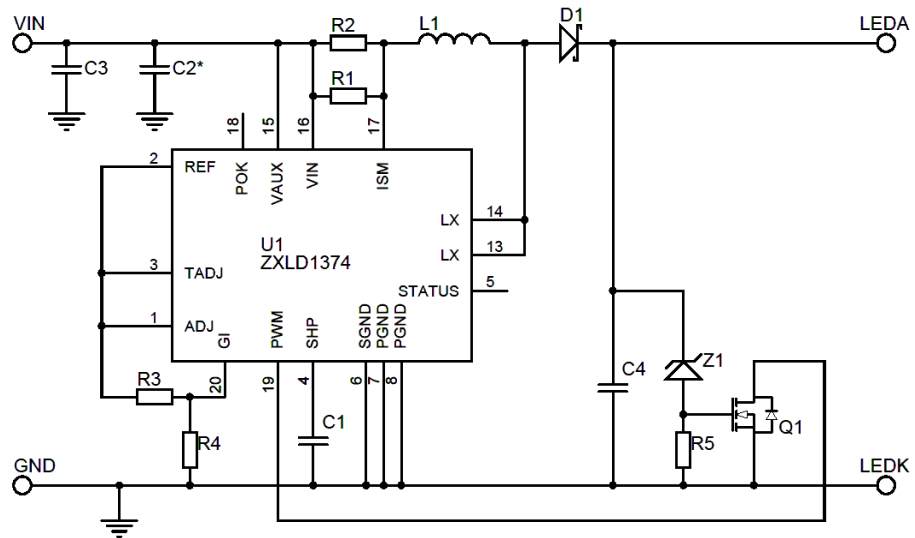 VIN
C3
C2*
R2
R1
L1
D1
LEDA
18
15
16
17
POK
VAUX
VIN
ISM
2
REF
3
TADJ
1
ADJ
U1
ZXLD1374
LX
14
LX
13
STATUS
5
GI
PWM
SHP
SGND
PGND
PGND
20
19
4
6
7
8
R3
R4
C1
C4
Z1
R5
Q1
GND
LEDK